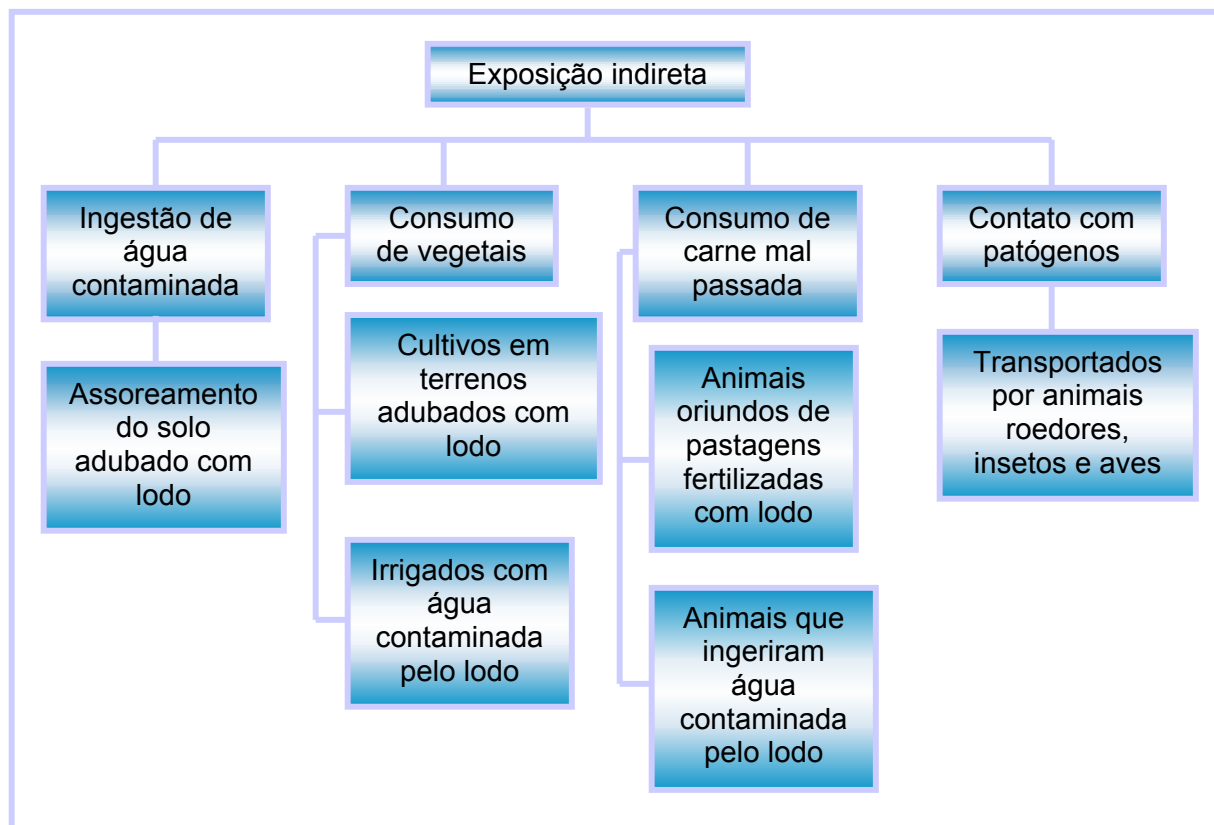 Exposição indireta
Ingestão de
água
contaminada
Assoreamento
do solo
adubado com
lodo
Consumo
de vegetais
Cultivos em
terrenos
adubados com
lodo
Irrigados com
água
contaminada
pelo lodo
Consumo de
carne mal
passada
Animais
oriundos de
pastagens
fertilizadas
com lodo
Animais que
ingeriram
água
contaminada
pelo lodo
Contato com
patógenos
Transportados
por animais
roedores,
insetos e aves